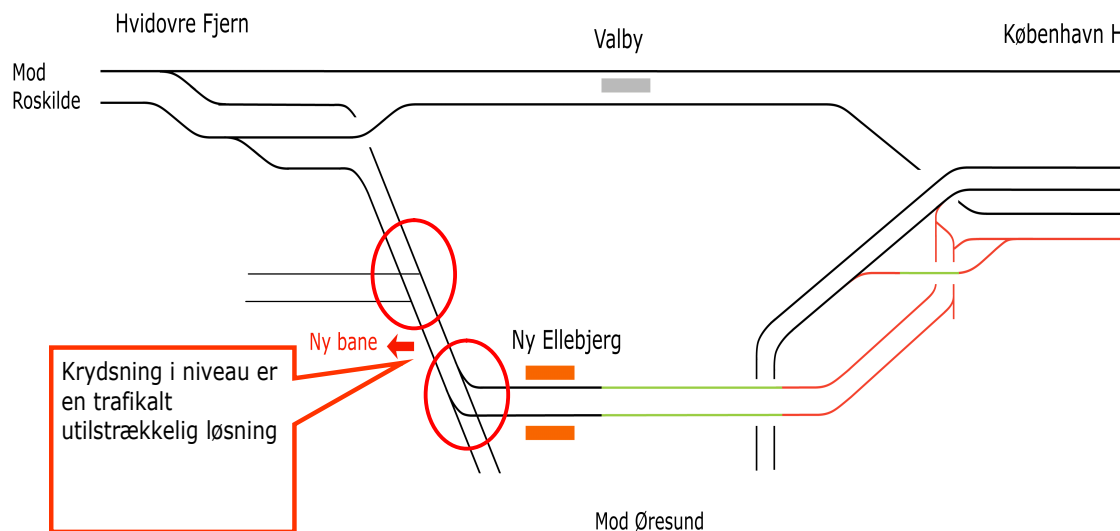 Hvidovre Fjern
Valby
København H
Mod
Roskilde
Ny bane
Ny Ellebjerg
Krydsning i niveau er
en trafikalt
utilstrækkelig løsning
Mod Øresund